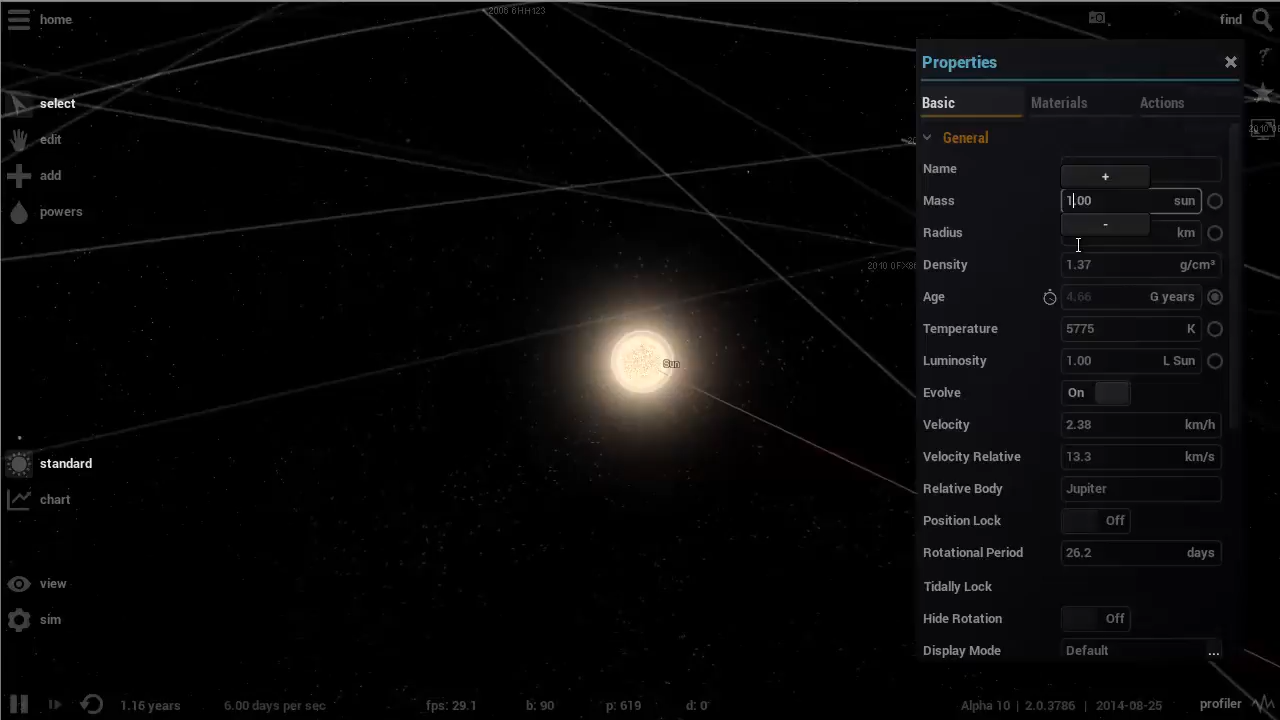 home
2006 6HH123
find
Properties
select
Basic Materials Actions
edit
General
add
Name
+
Mass 1.00 sun
powers
Radius - km
Density 1.37 g/cm³
Age 4.66 G years
Temperature 5775 K
Luminosity 1.00 L Sun
Sun
Evolve On
Velocity 2.38 km/h
standard
Velocity Relative 13.3 km/s
Relative Body Jupiter
chart
Position Lock Off
Rotational Period 26.2 days
view
Tidally Lock
sim
Hide Rotation Off
Display Mode Default ...
1.16 years 6.00 days per sec fps: 29.1 b: 90 p: 619 d: 0 Alpha 10 | 2.0.3786 | 2014-08-25 profiler